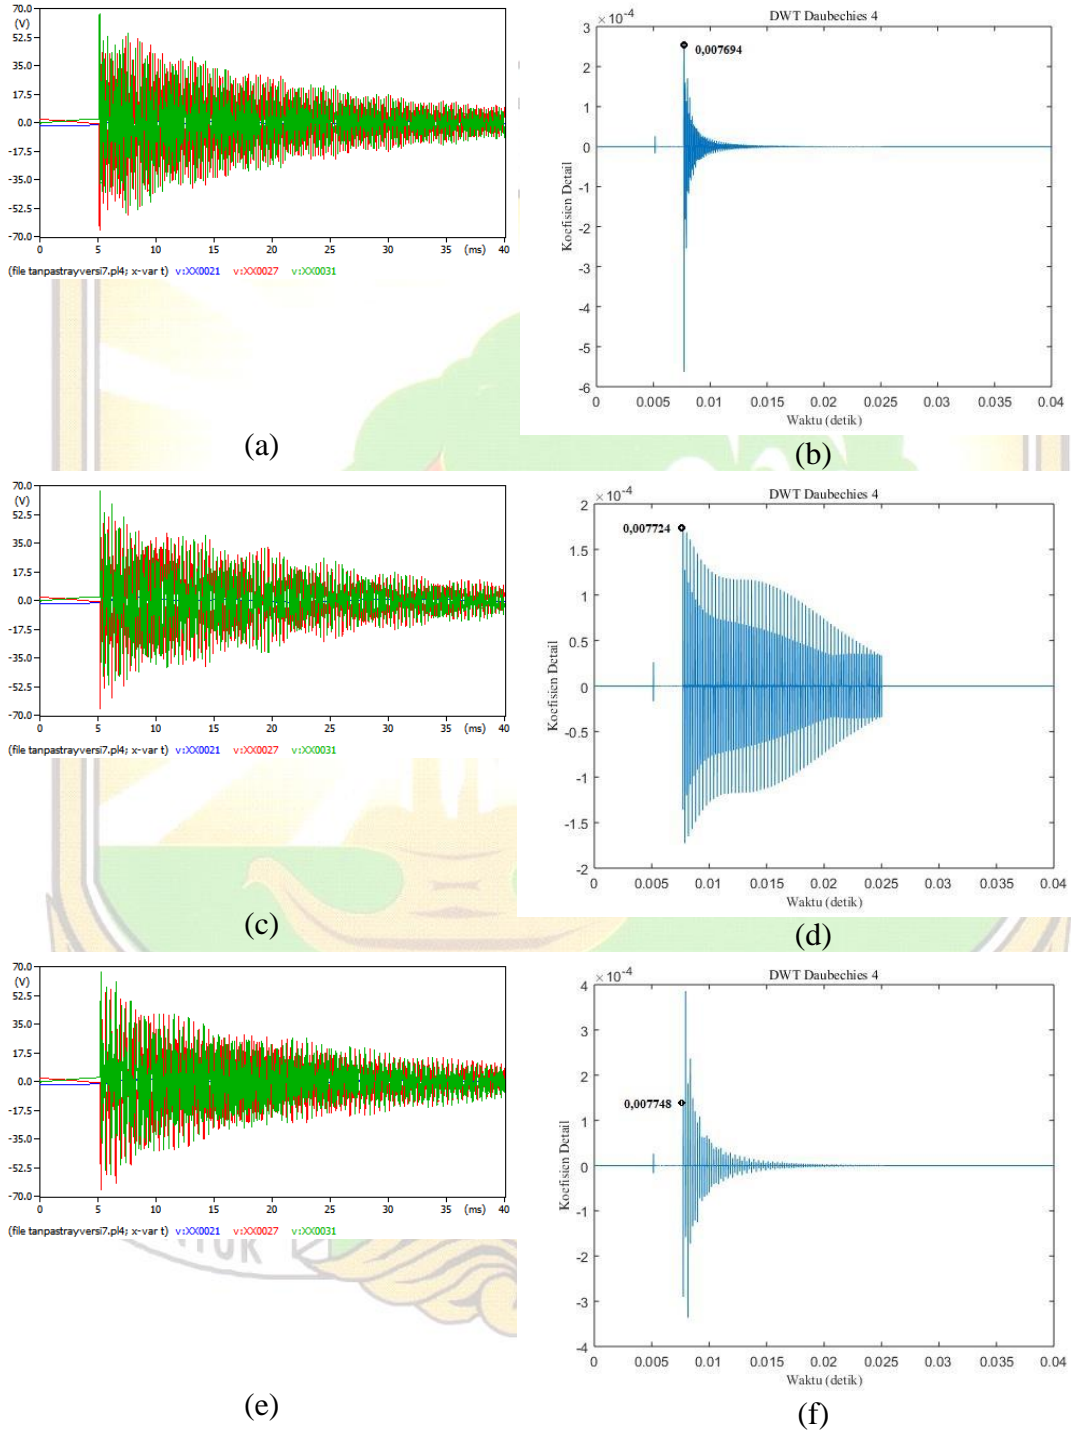 70.0
(V)
52.5
35.0
17.5
0.0
-17.5
-35.0
-52.5
-70.0
0 5 10 15 20 25 30 35 (ms) 40
(file tanpastrayversi7.pl4; x-var t) v:XX0021 v:XX0027 v:XX0031
(a)
×10-4 DWT Daubechies 4
3
2
1
0
-1
-2
-3
-4
-5
-6
0,007694
Koefisien Detail
0 0.005 0.01 0.015 0.02 0.025 0.03 0.035 0.04
Waktu (detik)
(b)
70.0
(V)
52.5
35.0
17.5
0.0
-17.5
-35.0
-52.5
-70.0
0 5 10 15 20 25 30 35 (ms) 40
(file tanpastrayversi7.pl4; x-var t) v:XX0021 v:XX0027 v:XX0031
(c)
×10-4 DWT Daubechies 4
2
1.5
1
0.5
0
-0.5
-1
-1.5
-2
0,007724
Koefisien Detail
0 0.005 0.01 0.015 0.02 0.025 0.03 0.035 0.04
Waktu (detik)
(d)
70.0
(V)
52.5
35.0
17.5
0.0
-17.5
-35.0
-52.5
-70.0
0 5 10 15 20 25 30 35 (ms) 40
(file tanpastrayversi7.pl4; x-var t) v:XX0021 v:XX0027 v:XX0031
(e)
×10-4 DWT Daubechies 4
4
3
2
1
0
-1
-2
-3
-4
0,007748
Koefisien Detail
0 0.005 0.01 0.015 0.02 0.025 0.03 0.035 0.04
Waktu (detik)
(f)